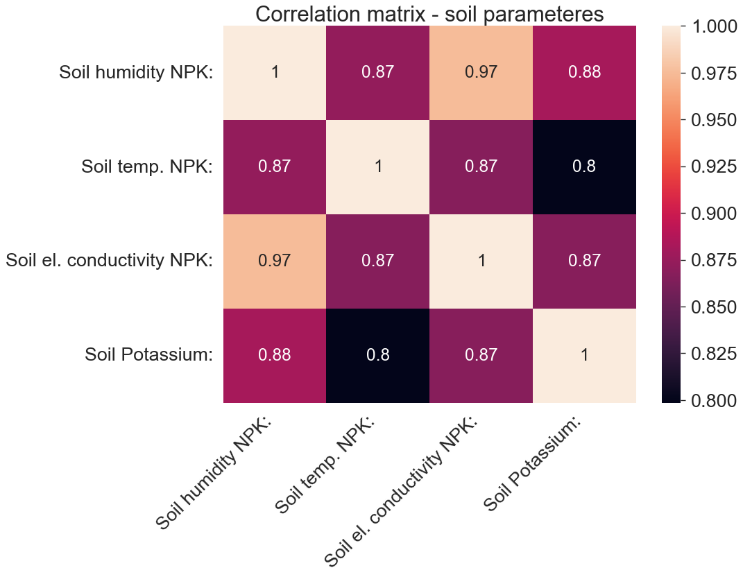 Correlation matrix - soil parameteres
Soil humidity NPK: 1 0.87 0.97 0.88
Soil temp. NPK: 0.87 1 0.87 0.8
Soil el. conductivity NPK: 0.97 0.87 1 0.87
Soil Potassium: 0.88 0.8 0.87 1
Soil humidity NPK:
Soil temp. NPK:
Soil el. conductivity NPK:
Soil Potassium:
1.000
0.975
0.950
0.925
0.900
0.875
0.850
0.825
0.800